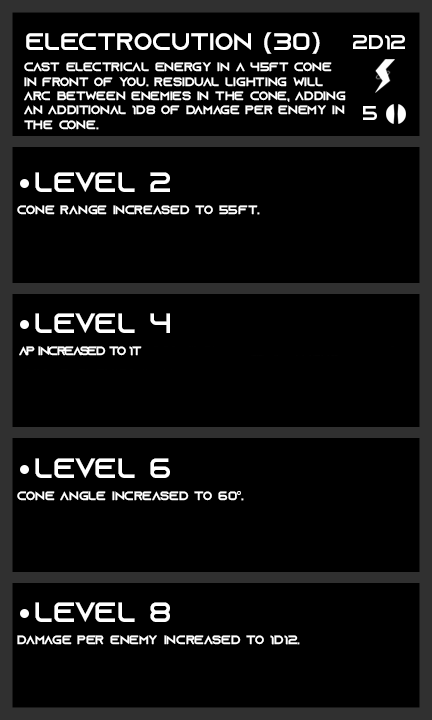 ELECTROCUTION (30) 2D12
CAST ELECTRICAL ENERGY IN A 45FT CONE
IN FRONT OF YOU. RESIDUAL LIGHTING WILL
ARC BETWEEN ENEMIES IN THE CONE, ADDING
AN ADDITIONAL 1D8 OF DAMAGE PER ENEMY IN
THE CONE.
5
•LEVEL 2
CONE RANGE INCREASED TO 55FT.
•LEVEL 4
AP INCREASED TO 1T
•LEVEL 6
CONE ANGLE INCREASED TO 60°.
•LEVEL 8
DAMAGE PER ENEMY INCREASED TO 1D12.